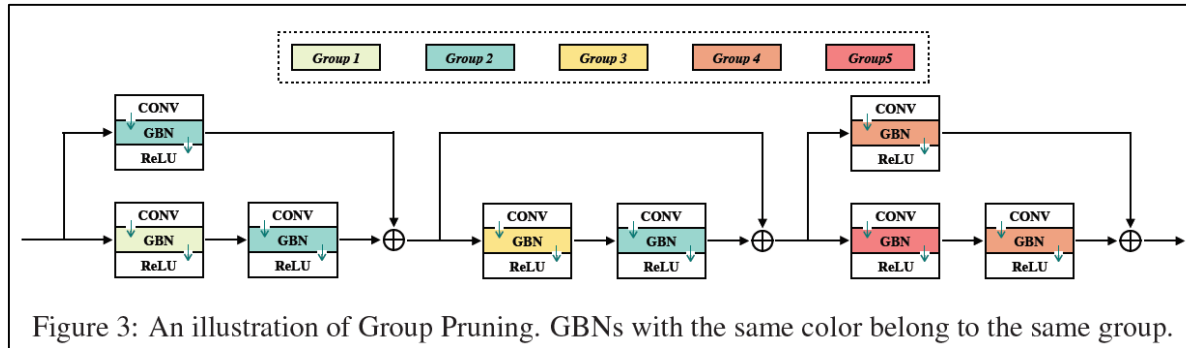 Group 1 Group 2 Group 3 Group 4 Group5
CONV
GBN
ReLU
CONV
GBN
ReLU
CONV
GBN
ReLU
CONV
GBN
ReLU
CONV
GBN
ReLU
CONV
GBN
ReLU
CONV
GBN
ReLU
CONV
GBN
ReLU
Figure 3: An illustration of Group Pruning. GBNs with the same color belong to the same group.